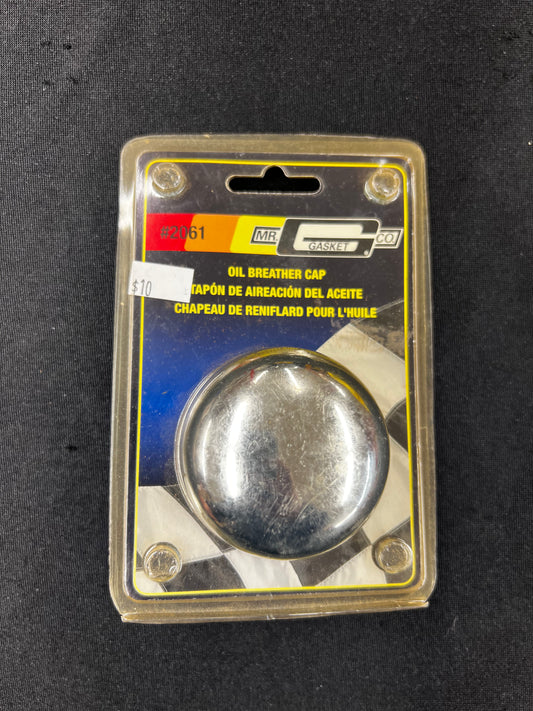 #2061
MR. GASKET CO.
$10
OIL BREATHER CAP
TAPÓN DE AIREACIÓN DEL ACEITE
CHAPEAU DE RENIFLARD POUR L'HUILE